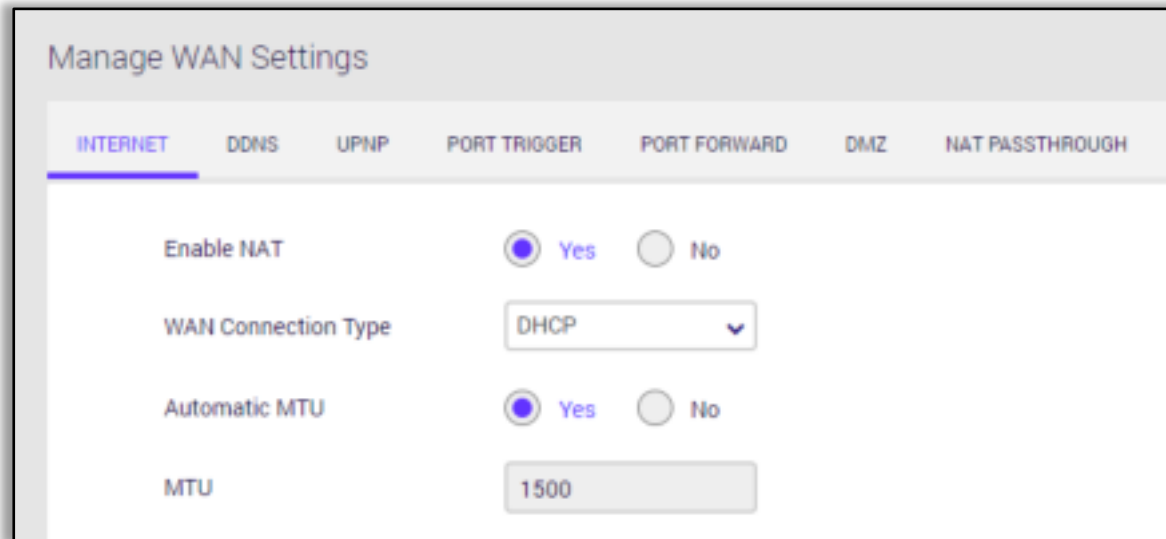 Manage WAN Settings
INTERNET DDNS UPNP PORT TRIGGER PORT FORWARD DMZ NAT PASSTHROUGH
Enable NAT Yes No
WAN Connection Type DHCP
Automatic MTU Yes No
MTU 1500